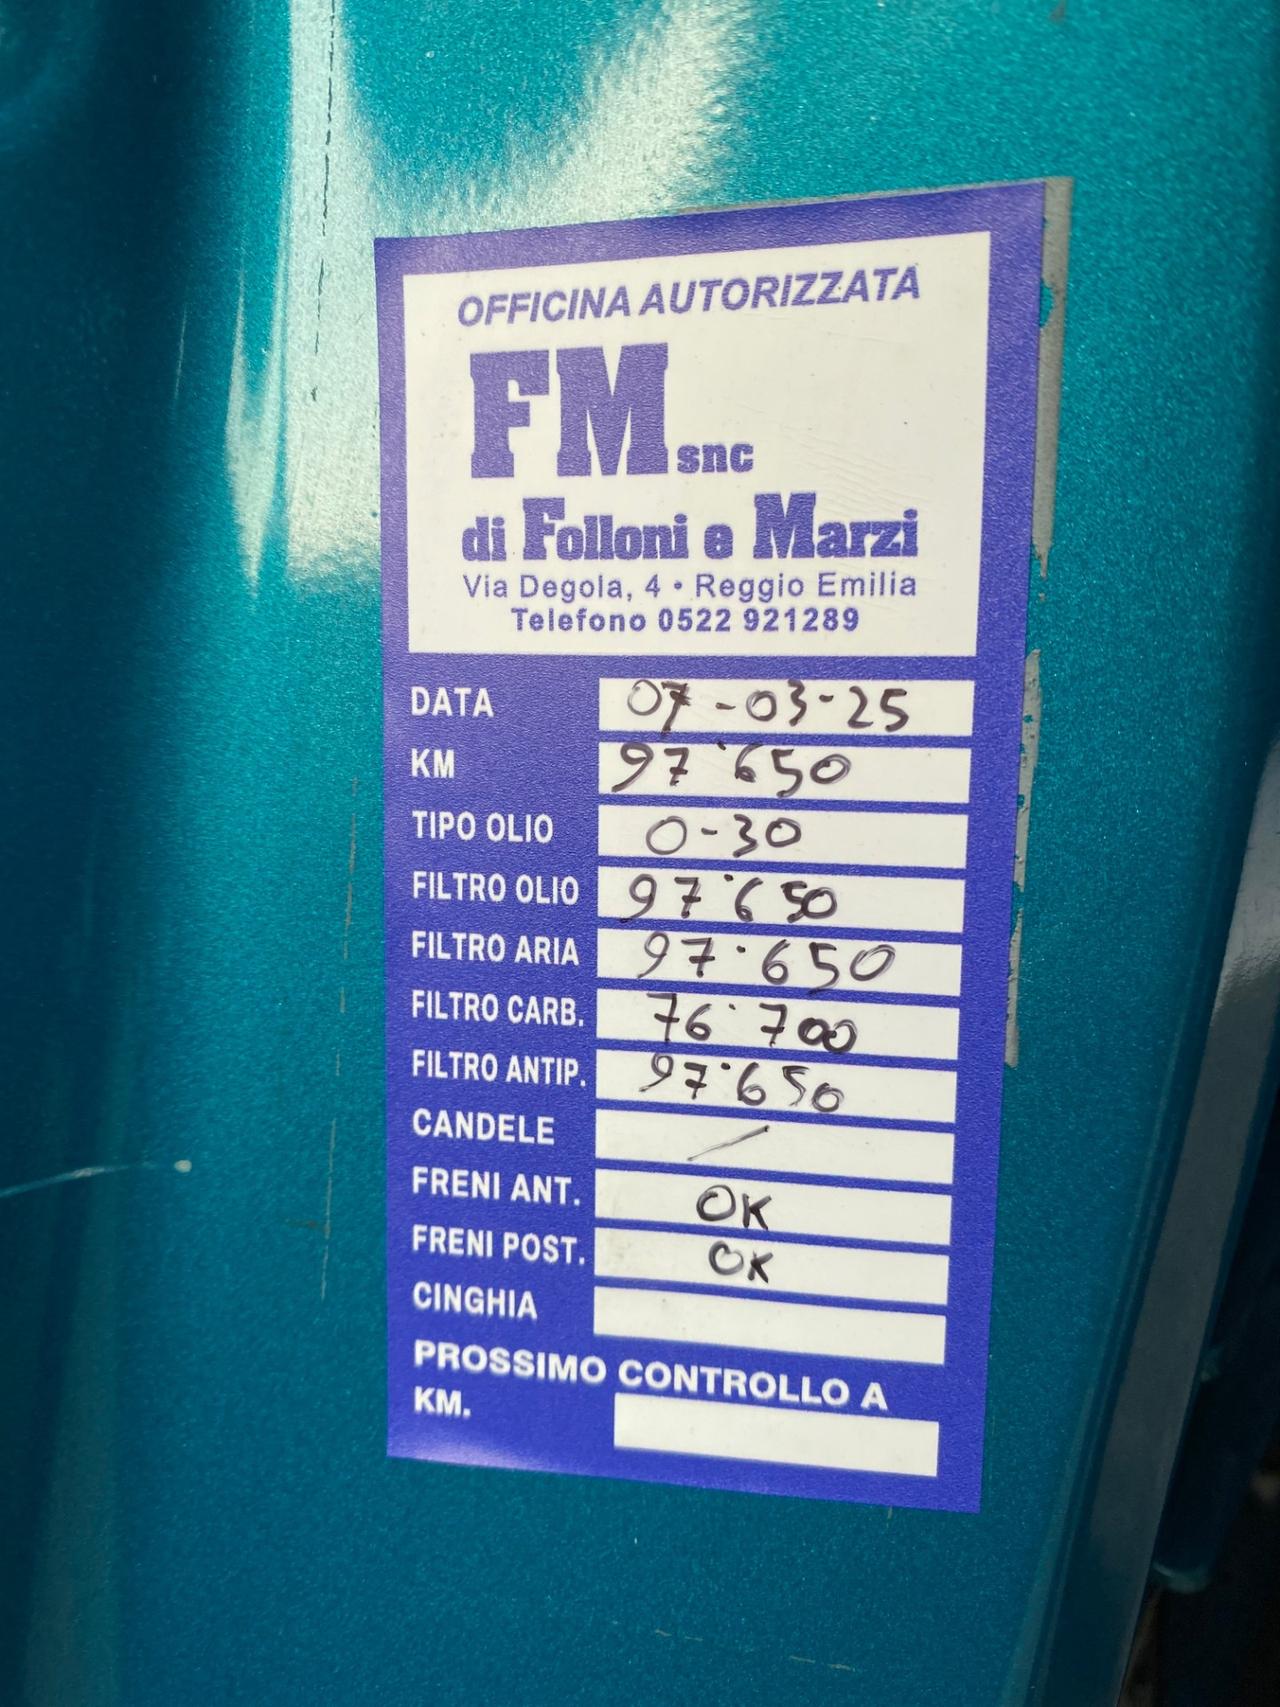 OFFICINA AUTORIZZATA
FM snc
di Folloni e Marzi
Via Degola, 4 • Reggio Emilia
Telefono 0522 921289
DATA 07-03-25
KM 97˙650
TIPO OLIO 0-30
FILTRO OLIO 97˙650
FILTRO ARIA 97˙650
FILTRO CARB. 76˙700
FILTRO ANTIP. 97˙650
CANDELE /
FRENI ANT. OK
FRENI POST. OK
CINGHIA
PROSSIMO CONTROLLO A
KM.